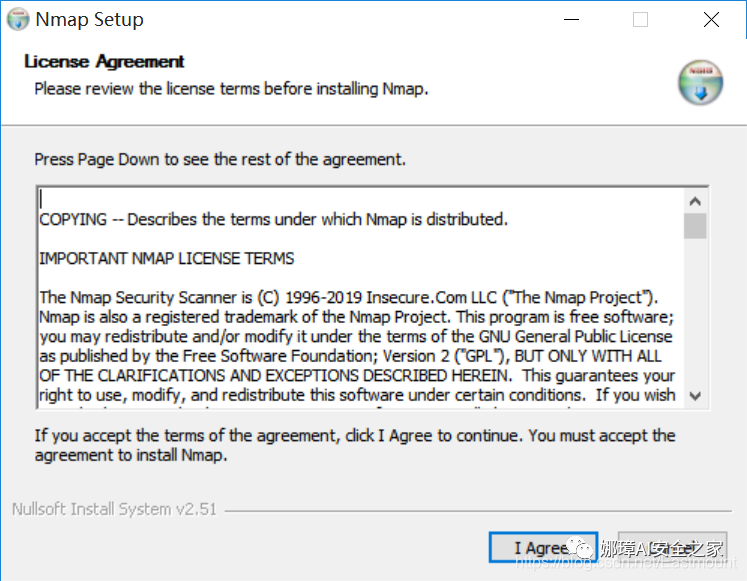 Nmap Setup
License Agreement
Please review the license terms before installing Nmap.
Press Page Down to see the rest of the agreement.
COPYING -- Describes the terms under which Nmap is distributed.
IMPORTANT NMAP LICENSE TERMS
The Nmap Security Scanner is (C) 1996-2019 Insecure.Com LLC ("The Nmap Project").
Nmap is also a registered trademark of the Nmap Project. This program is free software;
you may redistribute and/or modify it under the terms of the GNU General Public License
as published by the Free Software Foundation; Version 2 ("GPL"), BUT ONLY WITH ALL
OF THE CLARIFICATIONS AND EXCEPTIONS DESCRIBED HEREIN. This guarantees your
right to use, modify, and redistribute this software under certain conditions. If you wish
If you accept the terms of the agreement, click I Agree to continue. You must accept the
agreement to install Nmap.
Nullsoft Install System v2.51
I Agree
娜璋AI安全之家
https://blog.csdn.net/Eastmount